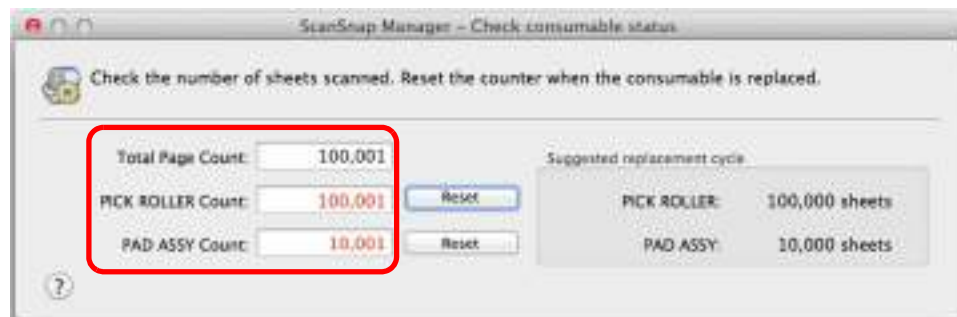 ScanSnap Manager – Check consumable status
Check the number of sheets scanned. Reset the counter when the consumable is replaced.
Total Page Count: 100,001
Suggested replacement cycle
PICK ROLLER Count: 100,001 Reset
PICK ROLLER: 100,000 sheets
PAD ASSY Count: 10,001 Reset
PAD ASSY: 10,000 sheets
?